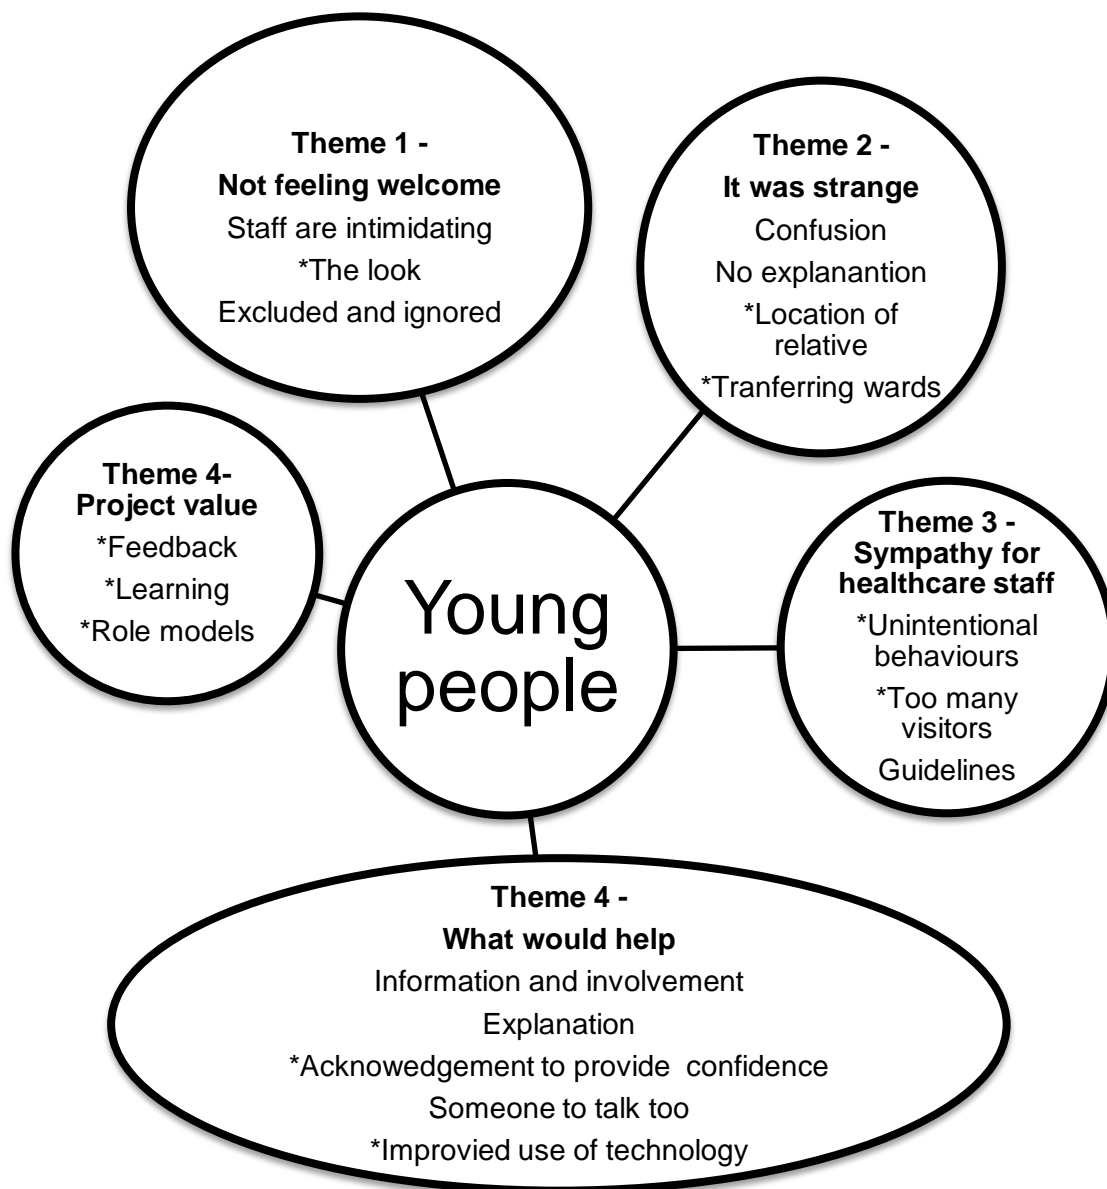 Theme 1 -
Not feeling welcome
Staff are intimidating
*The look
Excluded and ignored
Theme 2 -
It was strange
Confusion
No explanantion
*Location of
relative
*Tranferring wards
Theme 3 -
Sympathy for
healthcare staff
*Unintentional
behaviours
*Too many
visitors
Guidelines
Theme 4-
Project value
*Feedback
*Learning
*Role models
Young
people
Theme 4 -
What would help
Information and involvement
Explanation
*Acknowedgement to provide  confidence
Someone to talk too
*Improvied use of technology